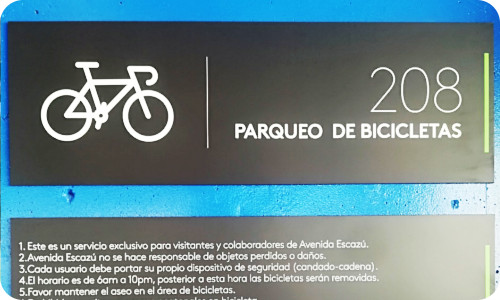 208
PARQUEO DE BICICLETAS
1. Este es un servicio exclusivo para visitantes y colaboradores de Avenida Escazú.
2.Avenida Escazú no se hace responsable de objetos perdidos o daños.
3.Cada usuario debe portar su propio dispositivo de seguridad (candado-cadena).
4.El horario es de 6am a 10pm, posterior a esta hora las bicicletas serán removidas.
5.Favor mantener el aseo en el área de bicicletas.